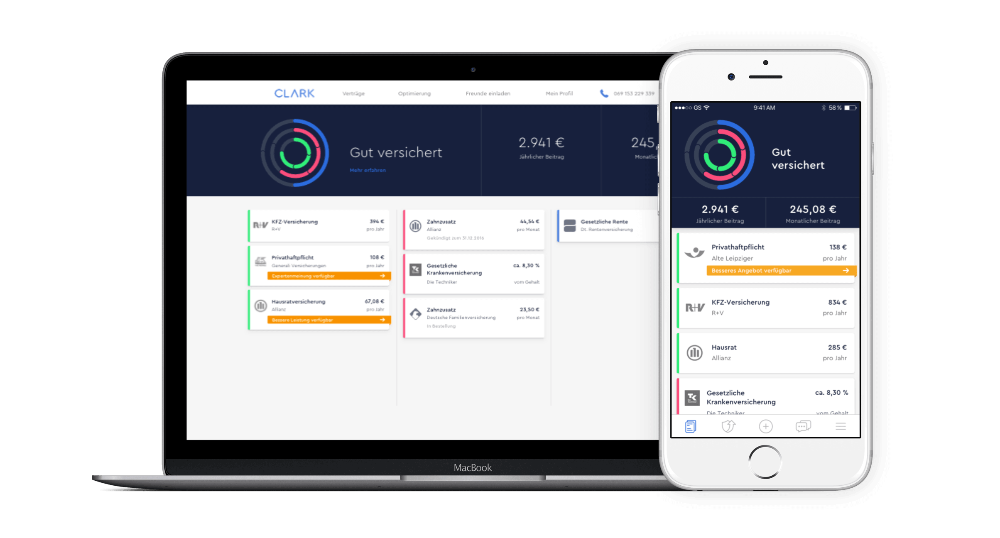 CLARK Verträge Optimierung Freunde einladen Mein Profil 069 153 229 339
Gut versichert
Mehr erfahren
2.941 €
Jährlicher Beitrag
245,
Monatlic
R+V KFZ-Versicherung 394 €
R+V pro Jahr
Privathaftpflicht 108 €
Generali Versicherungen pro Jahr
Expertenmeinung verfügbar
Hausratversicherung 67,08 €
Allianz pro Jahr
Bessere Leistung verfügbar
Zahnzusatz 44,54 €
Allianz pro Monat
Gekündigt zum 31.12.2016
TK Gesetzliche ca. 8,30 %
Krankenversicherung
Die Techniker vom Gehalt
Zahnzusatz 23,50 €
Deutsche Familienversicherung pro Monat
In Bestellung
Gesetzliche Rente
Dt. Rentenversicherung
MacBook
GS 9:41 AM 58 %
Gut
versichert
2.941 € 245,08 €
Jährlicher Beitrag Monatlicher Beitrag
Privathaftpflicht 138 €
Alte Leipziger pro Jahr
Besseres Angebot verfügbar
R+V KFZ-Versicherung 834 €
R+V pro Jahr
Hausrat 285 €
Allianz pro Jahr
TK Die Techniker
Gesetzliche ca. 8,30 %
Krankenversicherung
Die Techniker vom Gehalt